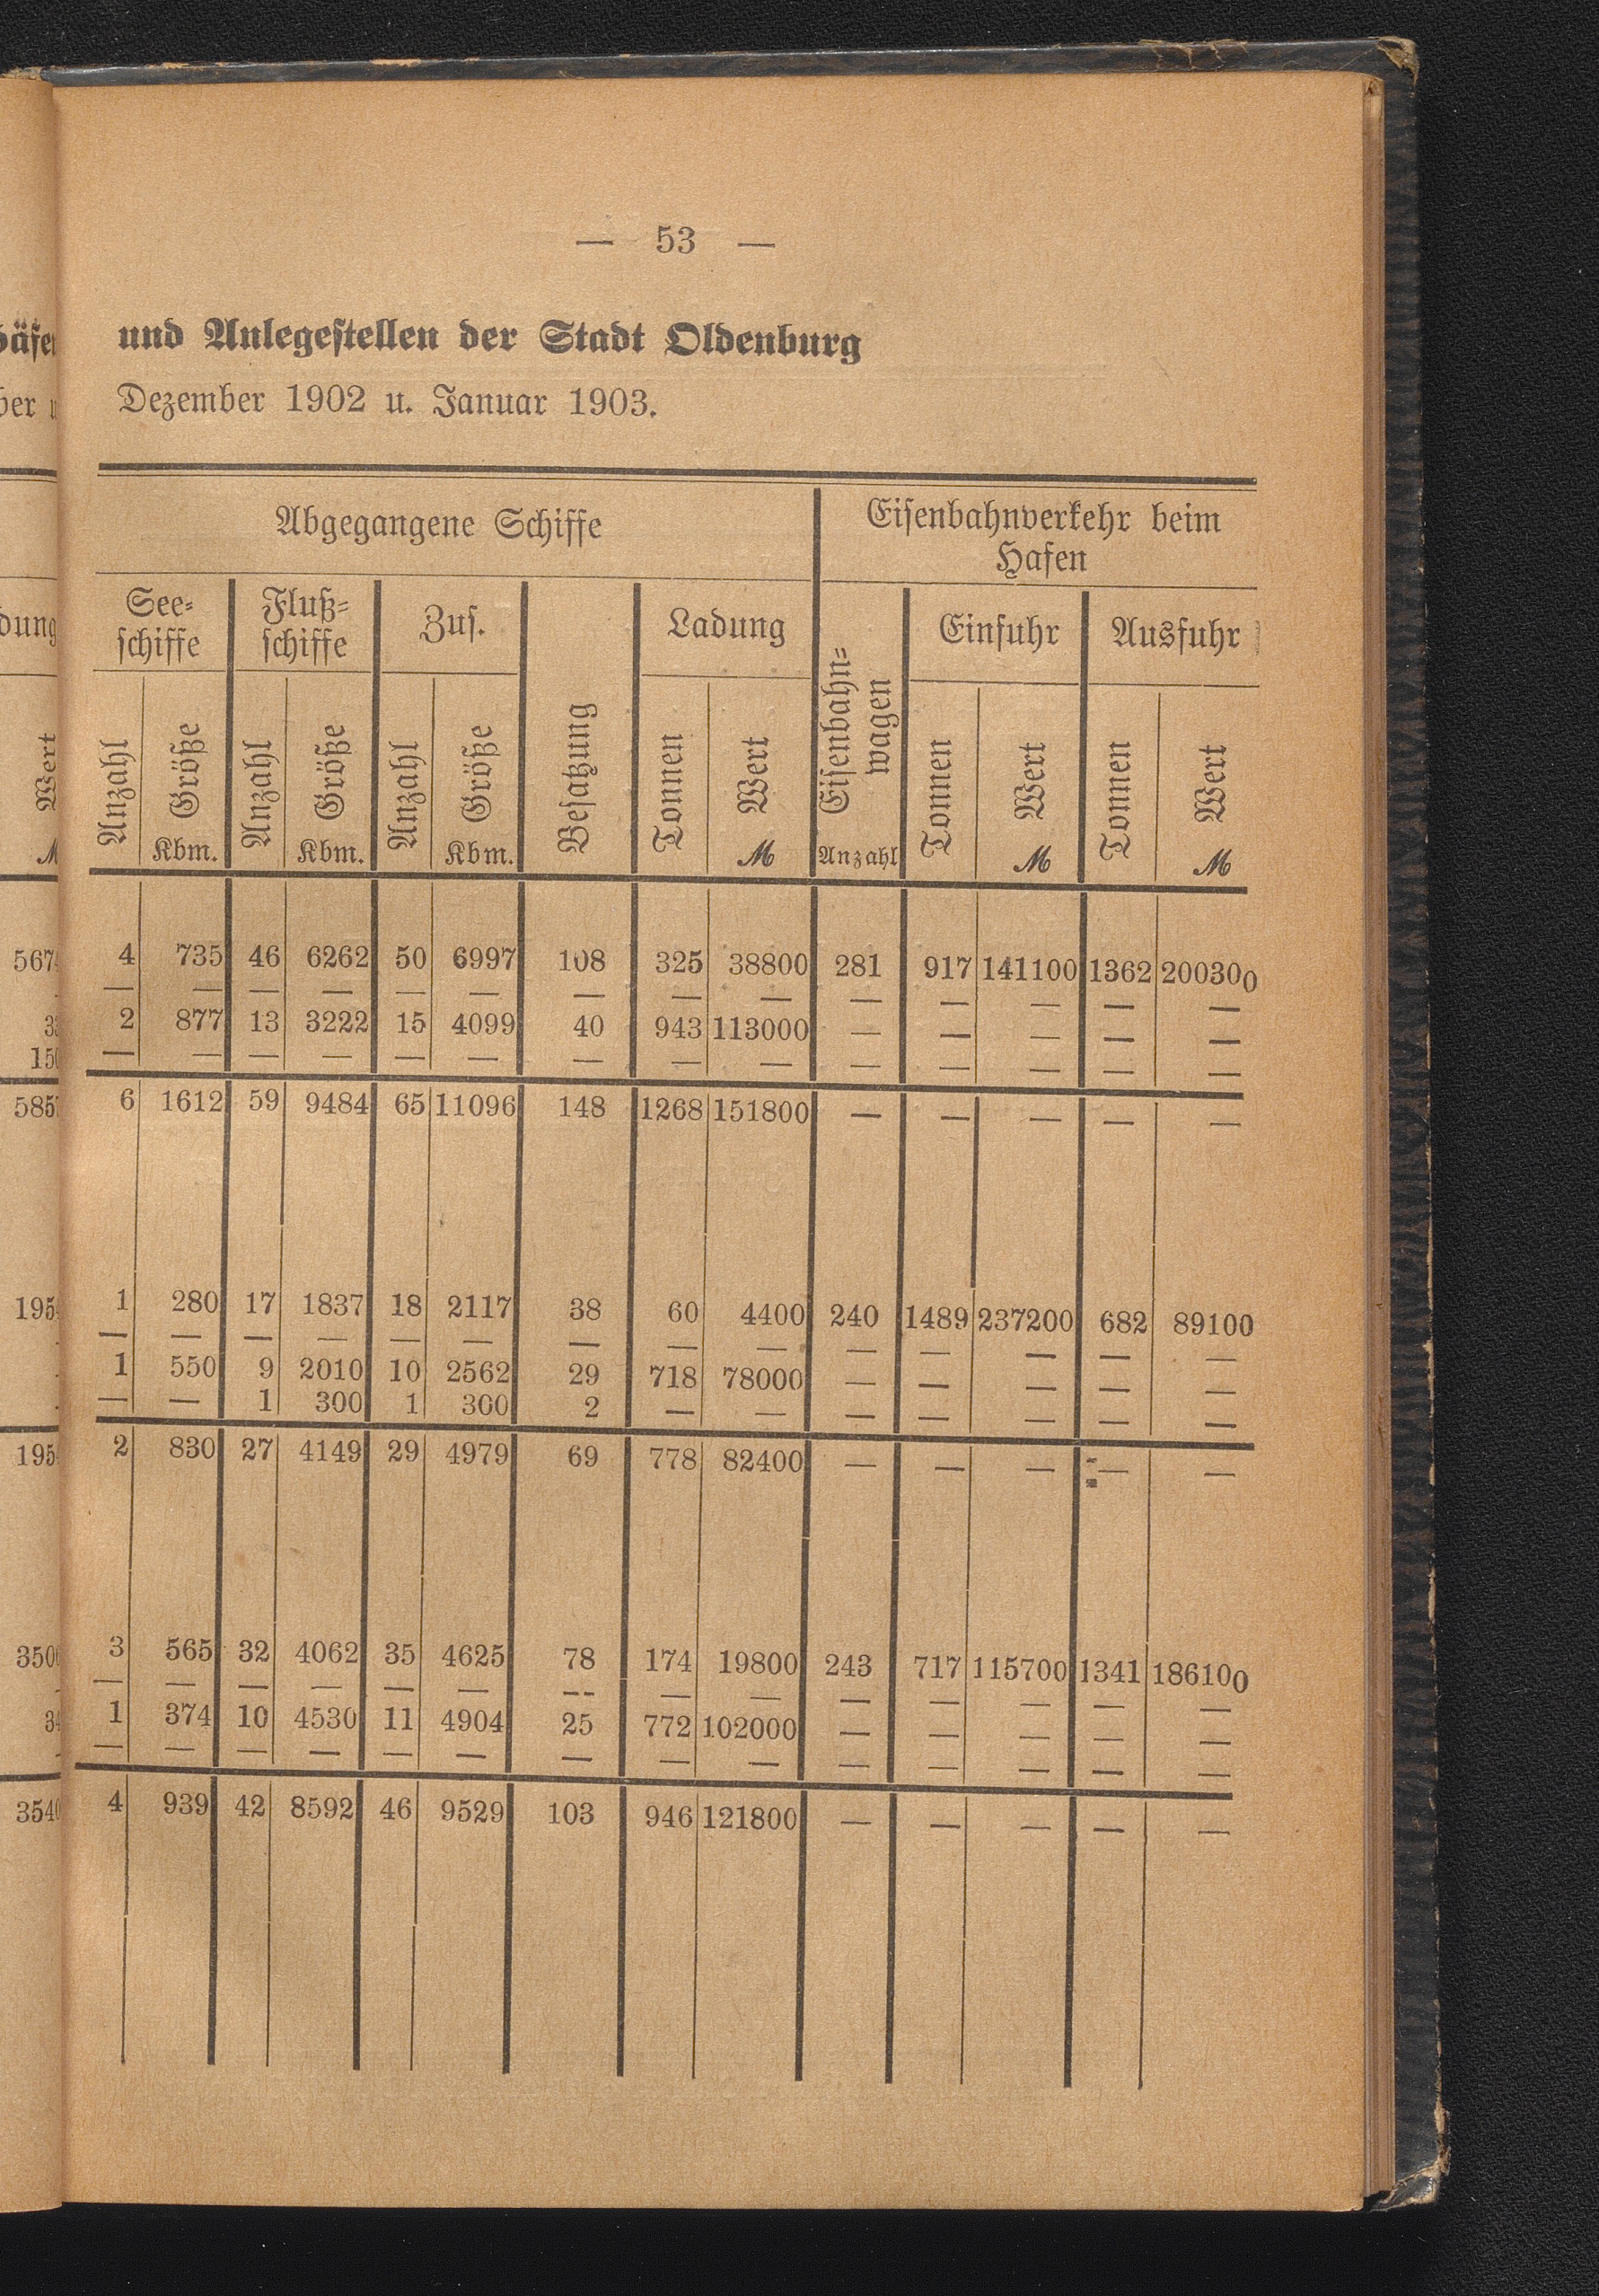 — 53 —
und Anlegestellen der Stadt Oldenburg
Dezember 1902 u. Januar 1903.
Abgegangene Schiffe Eisenbahnverkehr beim
Hafen
See= Fluß= Zus. Ladung Einfuhr Ausfuhr
schiffe schiffe
Anzahl Größe Anzahl Größe Anzahl Größe Besatzung Tonnen Wert Eisenbahn= Tonnen Wert Tonnen Wert
wagen
Kbm. Kbm. Kbm. M Anzahl M M
4 735 46 6262 50 6997 108 325 38800 281 917 141100 1362 200300
— — — — — — — — — — — — — —
2 877 13 3222 15 4099 40 943 113000 — — — — —
— — — — — — — — — — — — — —
6 1612 59 9484 65 11096 148 1268 151800 — — — — —
1 280 17 1837 18 2117 38 60 4400 240 1489 237200 682 89100
— — — — — — — — — — — — — —
1 550 9 2010 10 2562 29 718 78000 — — — — —
— — 1 300 1 300 2 — — — — — — —
2 830 27 4149 29 4979 69 778 82400 — — — — —
3 565 32 4062 35 4625 78 174 19800 243 717 115700 1341 186100
— — — — — — — — — — — — — —
1 374 10 4530 11 4904 25 772 102000 — — — — —
— — — — — — — — — — — — — —
4 939 42 8592 46 9529 103 946 121800 — — — — —